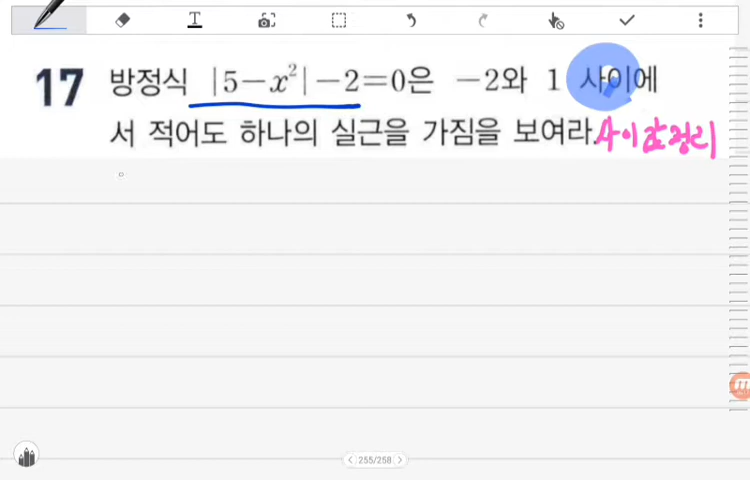 T
17 방정식 |5-x²|-2=0은 -2와 1 사이에
서 적어도 하나의 실근을 가짐을 보여라. 사이값정리
255/258